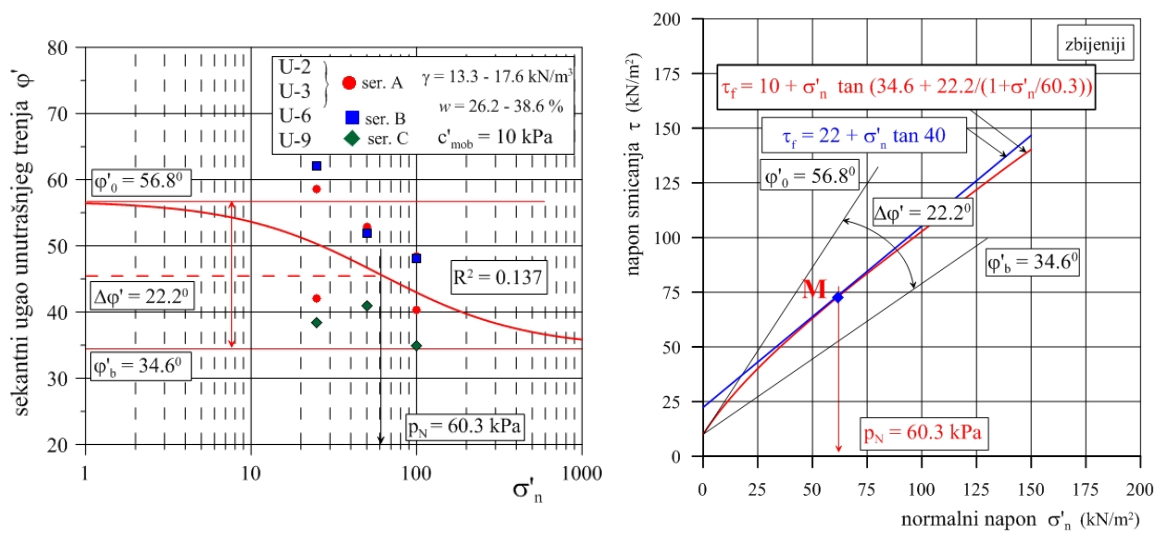 80
70
60
50
40
30
20
1
10
100
1000
sekantni ugao unutrašnjeg trenja φ'
σ'n
U-2
U-3
U-6
U-9
ser. A
ser. B
ser. C
γ = 13.3 - 17.6 kN/m³
w = 26.2 - 38.6 %
c'mob = 10 kPa
φ'0 = 56.8⁰
R² = 0.137
Δφ' = 22.2⁰
φ'b = 34.6⁰
pN = 60.3 kPa
200
175
150
125
100
75
50
25
0
0
25
50
75
100
125
150
175
200
napon smicanja τ (kN/m²)
normalni napon σ'n (kN/m²)
zbijeniji
τf = 10 + σ'n tan (34.6 + 22.2/(1+σ'n/60.3))
τf = 22 + σ'n tan 40
φ'0 = 56.8⁰
Δφ' = 22.2⁰
φ'b = 34.6⁰
M
pN = 60.3 kPa